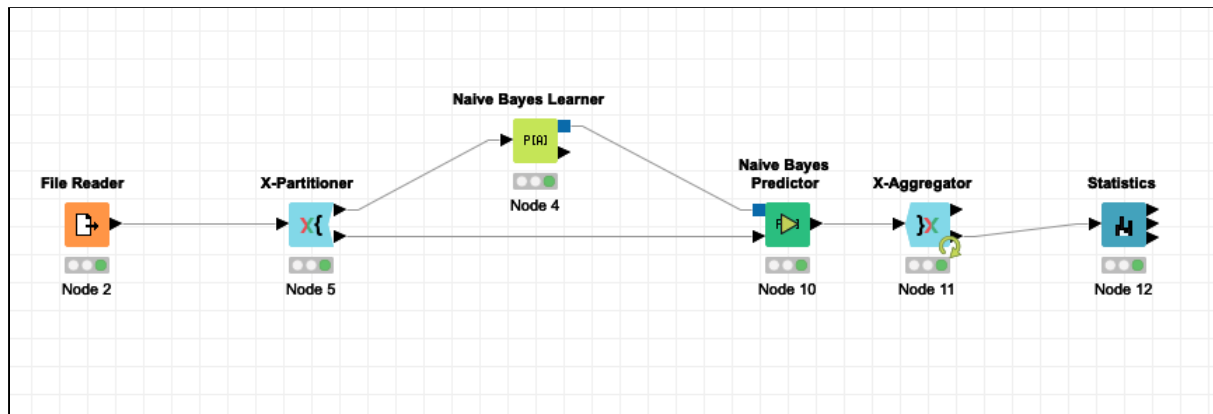 Naive Bayes Learner
P[A]
Node 4
File Reader
Node 2
X-Partitioner
X{
Node 5
Naive Bayes
Predictor
Node 10
X-Aggregator
}X
Node 11
Statistics
Node 12